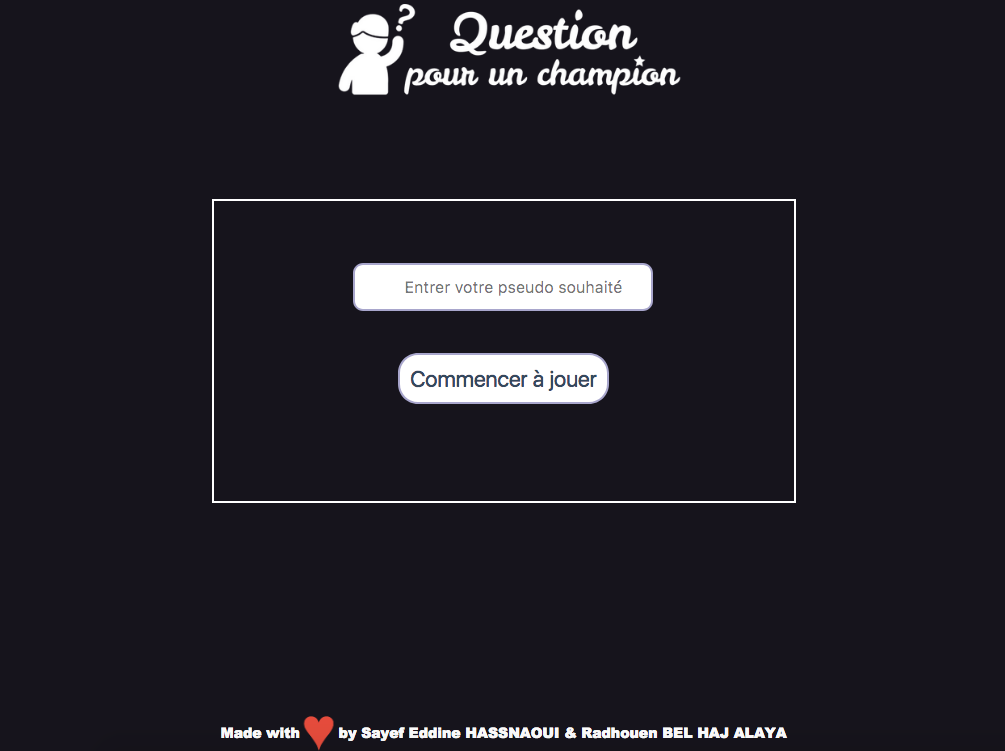 ?
Question
pour un champion
Entrer votre pseudo souhaité
Commencer à jouer
Made with by Sayef Eddine HASSNAOUI & Radhouen BEL HAJ ALAYA